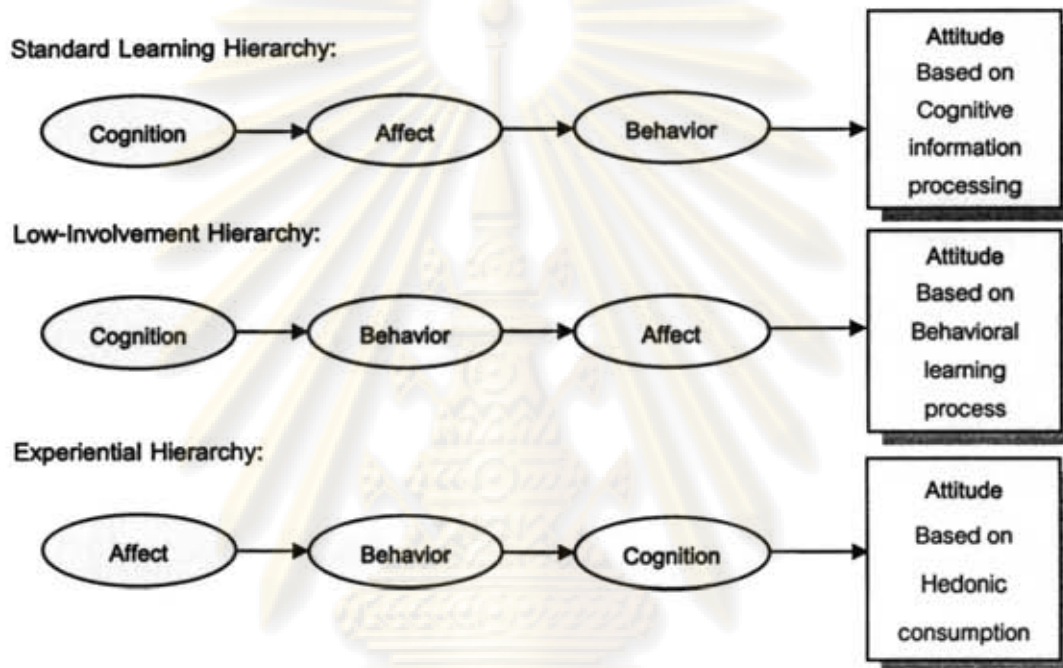 Standard Learning Hierarchy:
Cognition
Affect
Behavior
Attitude
Based on
Cognitive
information
processing
Low-Involvement Hierarchy:
Cognition
Behavior
Affect
Attitude
Based on
Behavioral
learning
process
Experiential Hierarchy:
Affect
Behavior
Cognition
Attitude
Based on
Hedonic
consumption